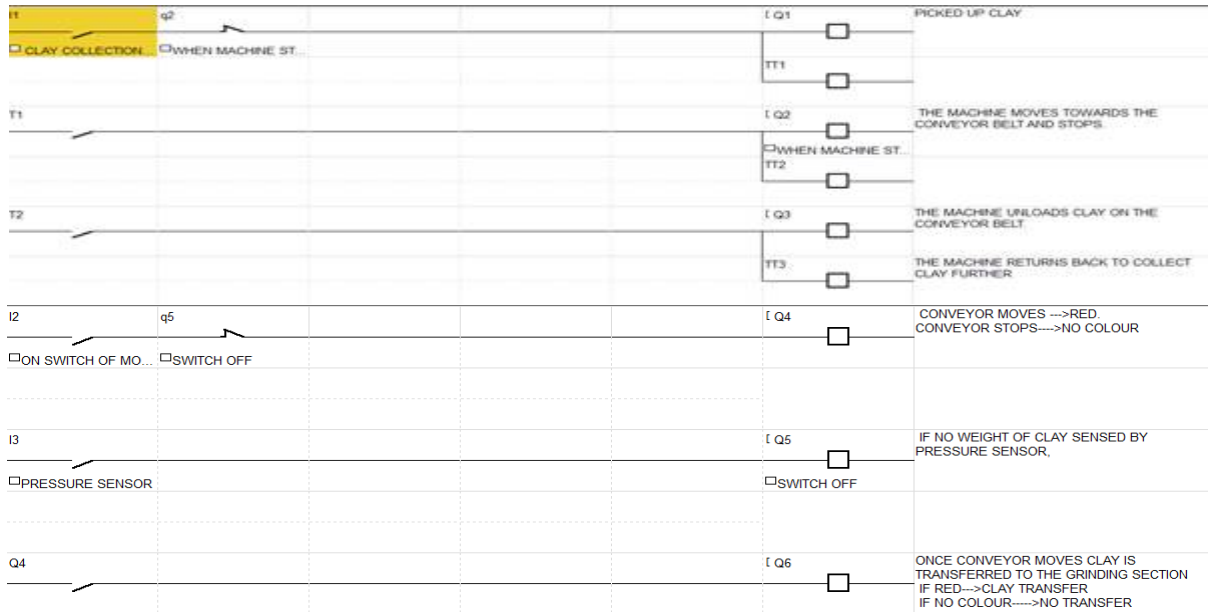 I1 q2 [ Q1 PICKED UP CLAY
CLAY COLLECTION... WHEN MACHINE ST...
TT1
T1 [ Q2 THE MACHINE MOVES TOWARDS THE
CONVEYOR BELT AND STOPS.
WHEN MACHINE ST...
TT2
T2 [ Q3 THE MACHINE UNLOADS CLAY ON THE
CONVEYOR BELT.
TT3 THE MACHINE RETURNS BACK TO COLLECT
CLAY FURTHER
I2 q5 [ Q4 CONVEYOR MOVES --->RED.
CONVEYOR STOPS---->NO COLOUR
ON SWITCH OF MO... SWITCH OFF
I3 [ Q5 IF NO WEIGHT OF CLAY SENSED BY
PRESSURE SENSOR,
PRESSURE SENSOR SWITCH OFF
Q4 [ Q6 ONCE CONVEYOR MOVES CLAY IS
TRANSFERRED TO THE GRINDING SECTION
IF RED--->CLAY TRANSFER
IF NO COLOUR----->NO TRANSFER